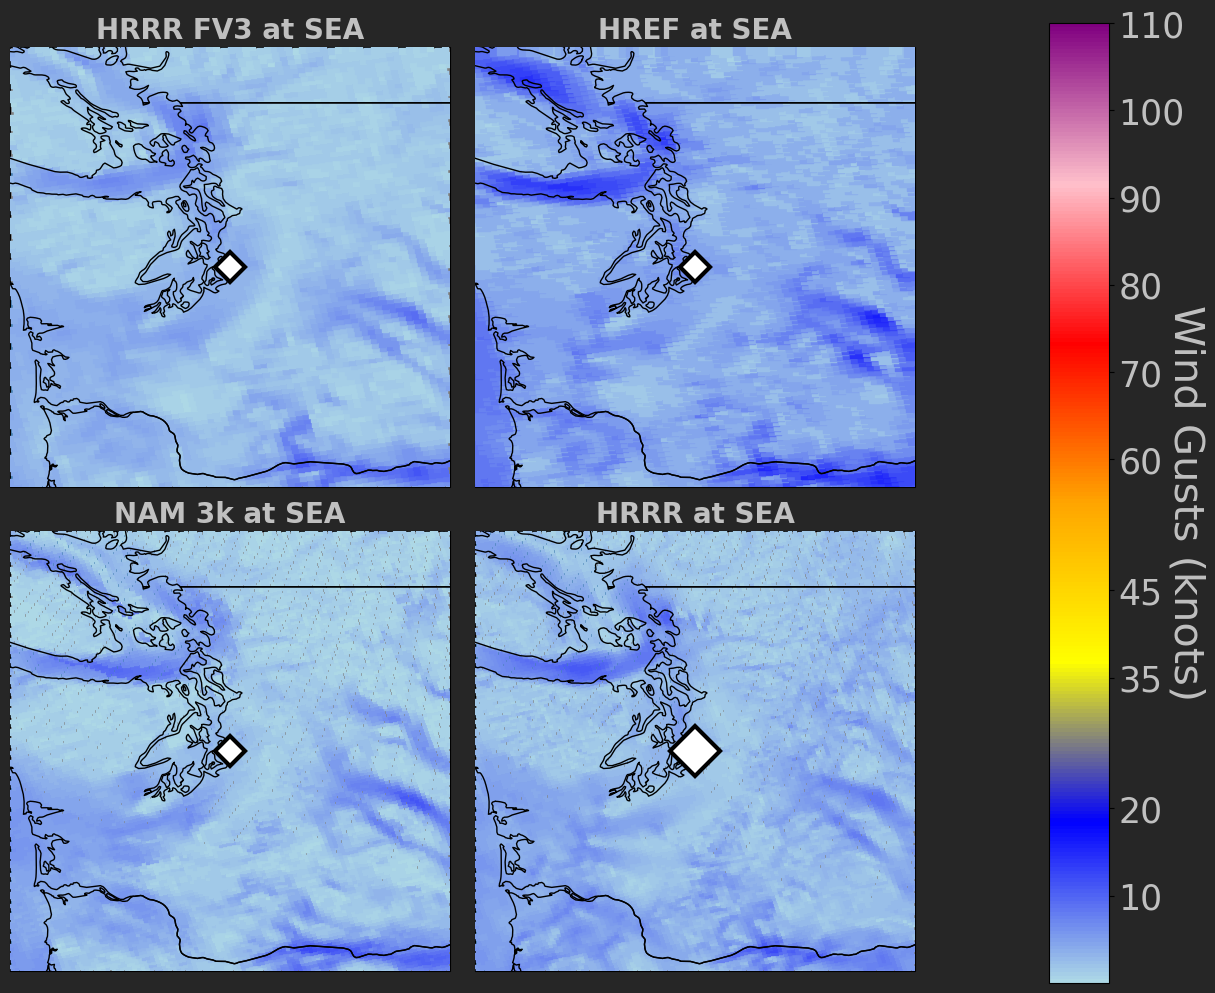 HRRR FV3 at SEA
HREF at SEA
NAM 3k at SEA
HRRR at SEA
110
100
90
80
70
60
45
35
20
10
Wind Gusts (knots)